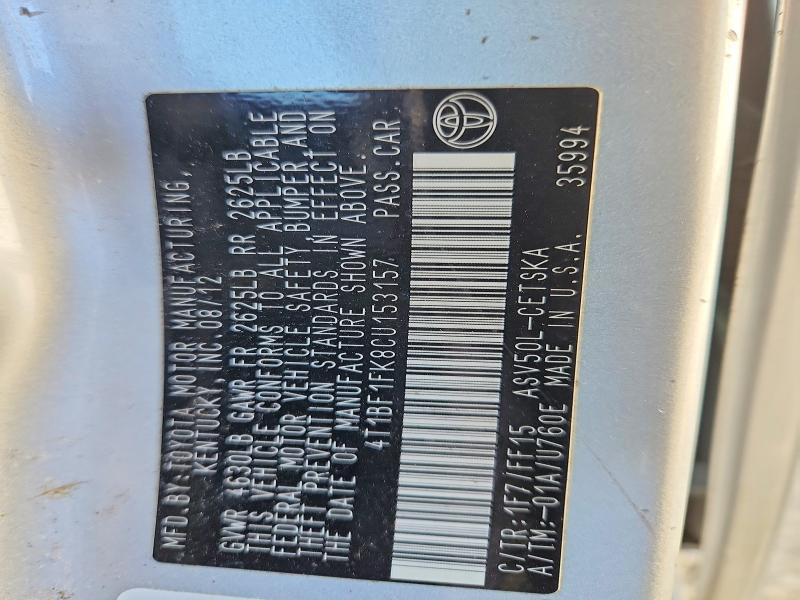 MFD.BY:TOYOTA MOTOR MANUFACTURING,
KENTUCKY, INC.08/12
GVWR 4630LB GAWR FR 2625LB RR 2625LB
THIS VEHICLE CONFORMS TO ALL APPLICABLE
FEDERAL MOTOR VEHICLE SAFETY, BUMPER,AND
THEFT PREVENTION STANDARDS IN EFFECT ON
THE DATE OF MANUFACTURE SHOWN ABOVE.
4T1BF1FK8CU153157 PASS.CAR
C/TR:1F7/FF15 ASV50L-CETSKA
A/TM:-01A/U760E MADE IN U.S.A. 35994